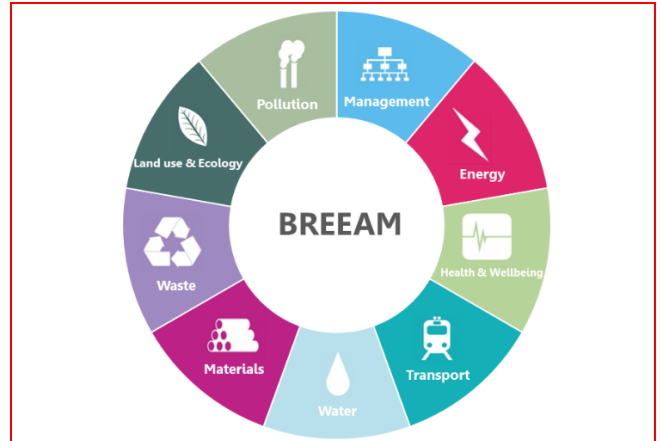 Pollution
Management
Land use & Ecology
Energy
BREEAM
Waste
Health & Wellbeing
Materials
Transport
Water